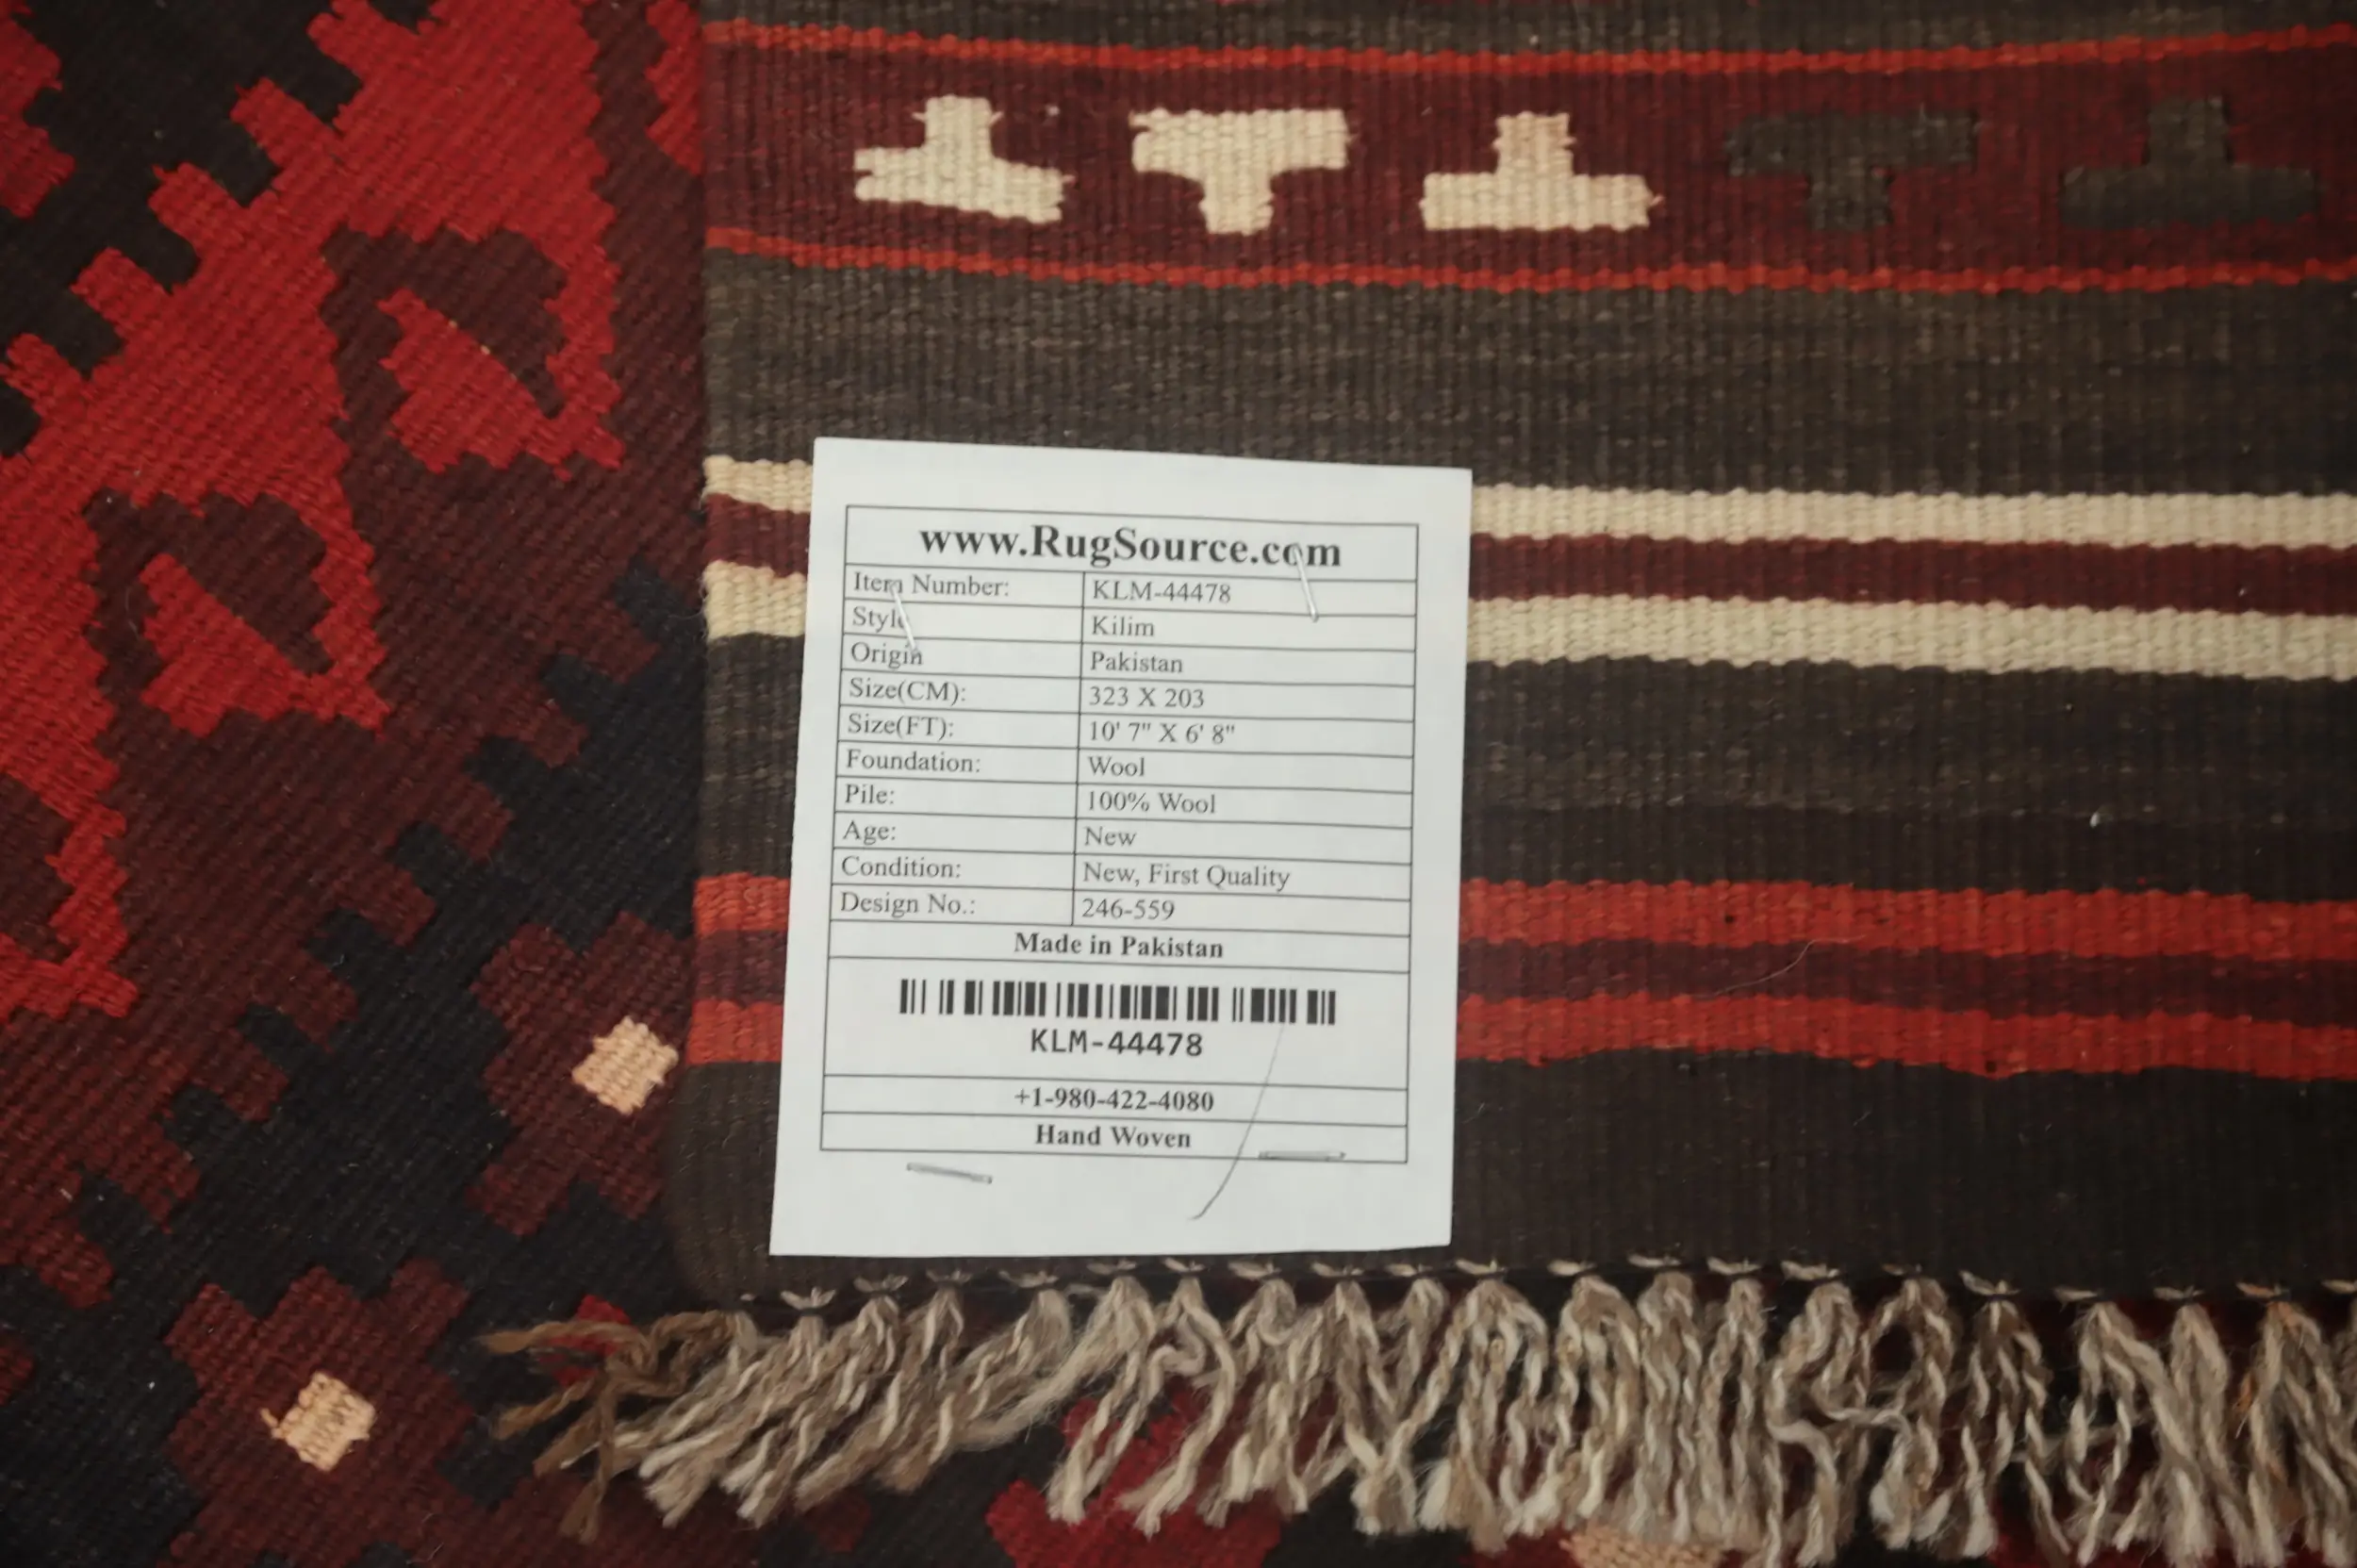 www.RugSource.com
Item Number: KLM-44478
Style Kilim
Origin Pakistan
Size(CM): 323 X 203
Size(FT): 10' 7" X 6' 8"
Foundation: Wool
Pile: 100% Wool
Age: New
Condition: New, First Quality
Design No.: 246-559
Made in Pakistan
KLM-44478
+1-980-422-4080
Hand Woven